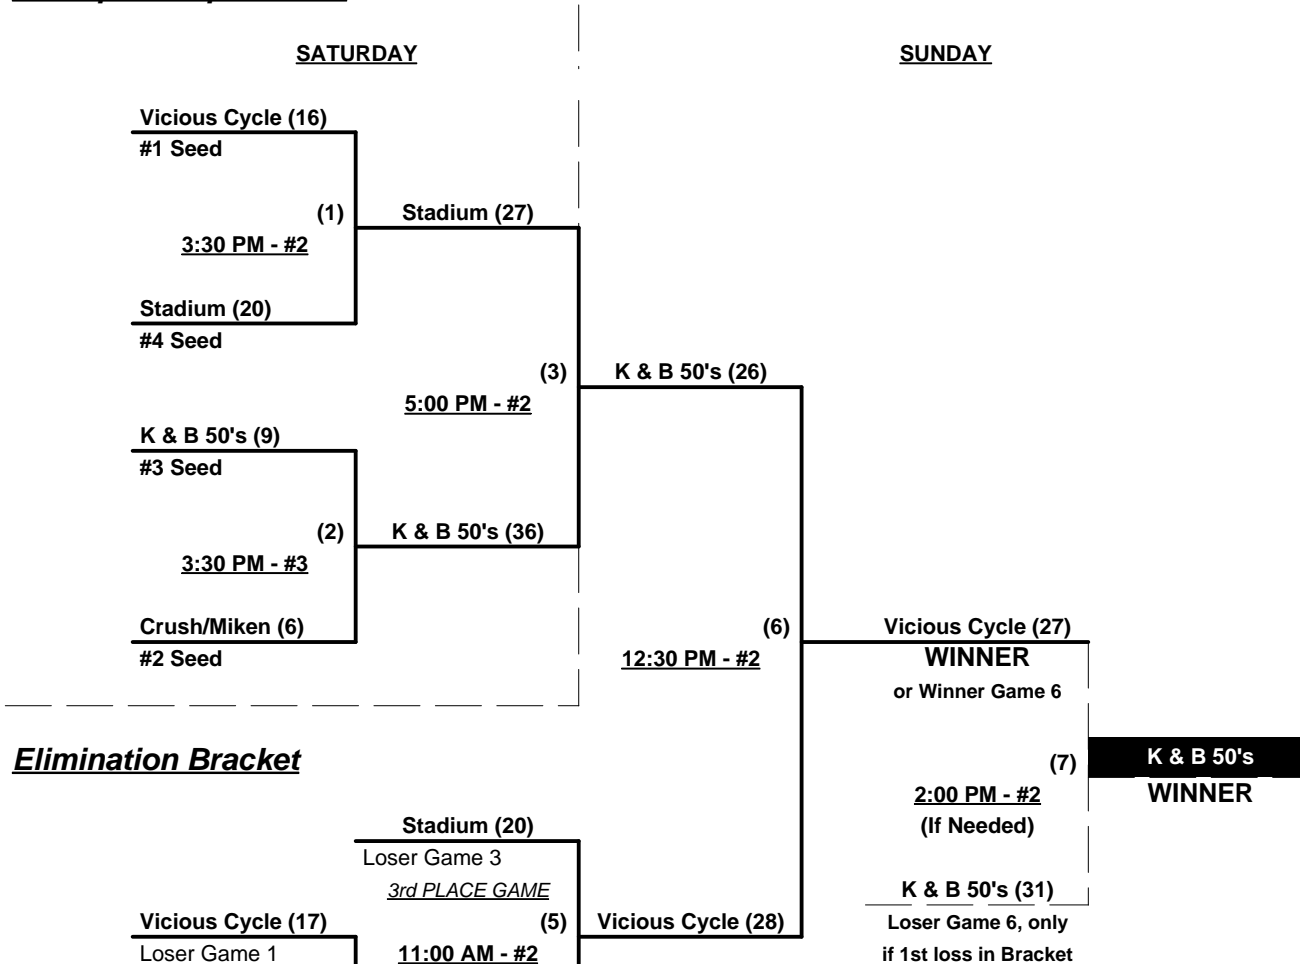 SATURDAY
SUNDAY
Vicious Cycle (16)
#1 Seed
(1)
Stadium (27)
3:30 PM - #2
Stadium (20)
#4 Seed
(3)
K & B 50's (26)
5:00 PM - #2
K & B 50's (9)
#3 Seed
(2)
K & B 50's (36)
3:30 PM - #3
Crush/Miken (6)
#2 Seed
(6)
Vicious Cycle (27)
12:30 PM - #2
WINNER
or Winner Game 6
Elimination Bracket
(7)
K & B 50's
2:00 PM - #2
WINNER
(If Needed)
Stadium (20)
Loser Game 3
3rd PLACE GAME
K & B 50's (31)
Vicious Cycle (17)
(5)
Vicious Cycle (28)
Loser Game 6, only
Loser Game 1
11:00 AM - #2
if 1st loss in Bracket